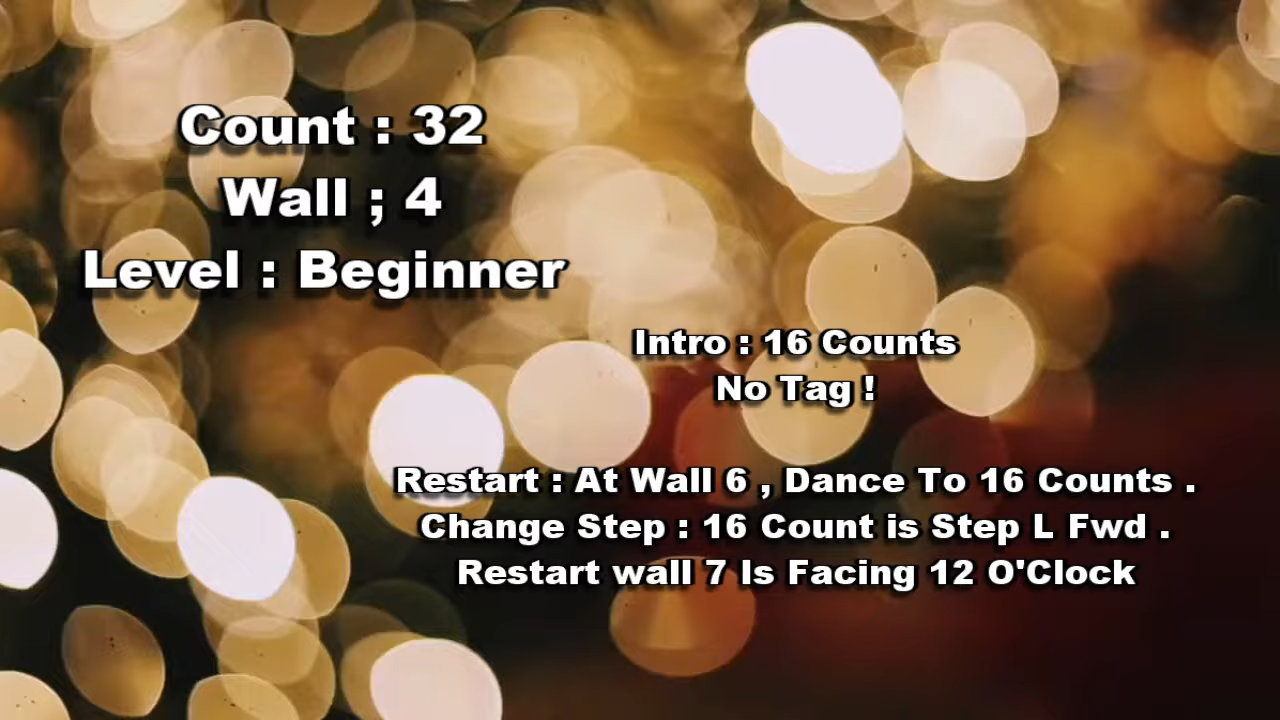 Count : 32
Wall ; 4
Level : Beginner
Intro : 16 Counts
No Tag !
Restart : At Wall 6 , Dance To 16 Counts .
Change Step : 16 Count is Step L Fwd .
Restart wall 7 Is Facing 12 O'Clock